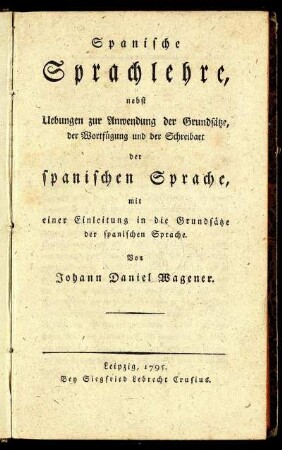 Spanische
Sprachlehre,
nebst
Uebungen zur Anwendung der Grundsätze,
der Wortfügung und der Schreibart
der
spanischen Sprache,
mit
einer Einleitung in die Grundsätze
der spanischen Sprache.
Von
Johann Daniel Wagener.
Leipzig, 1795.
Bey Siegfried Lebrecht Crusius.